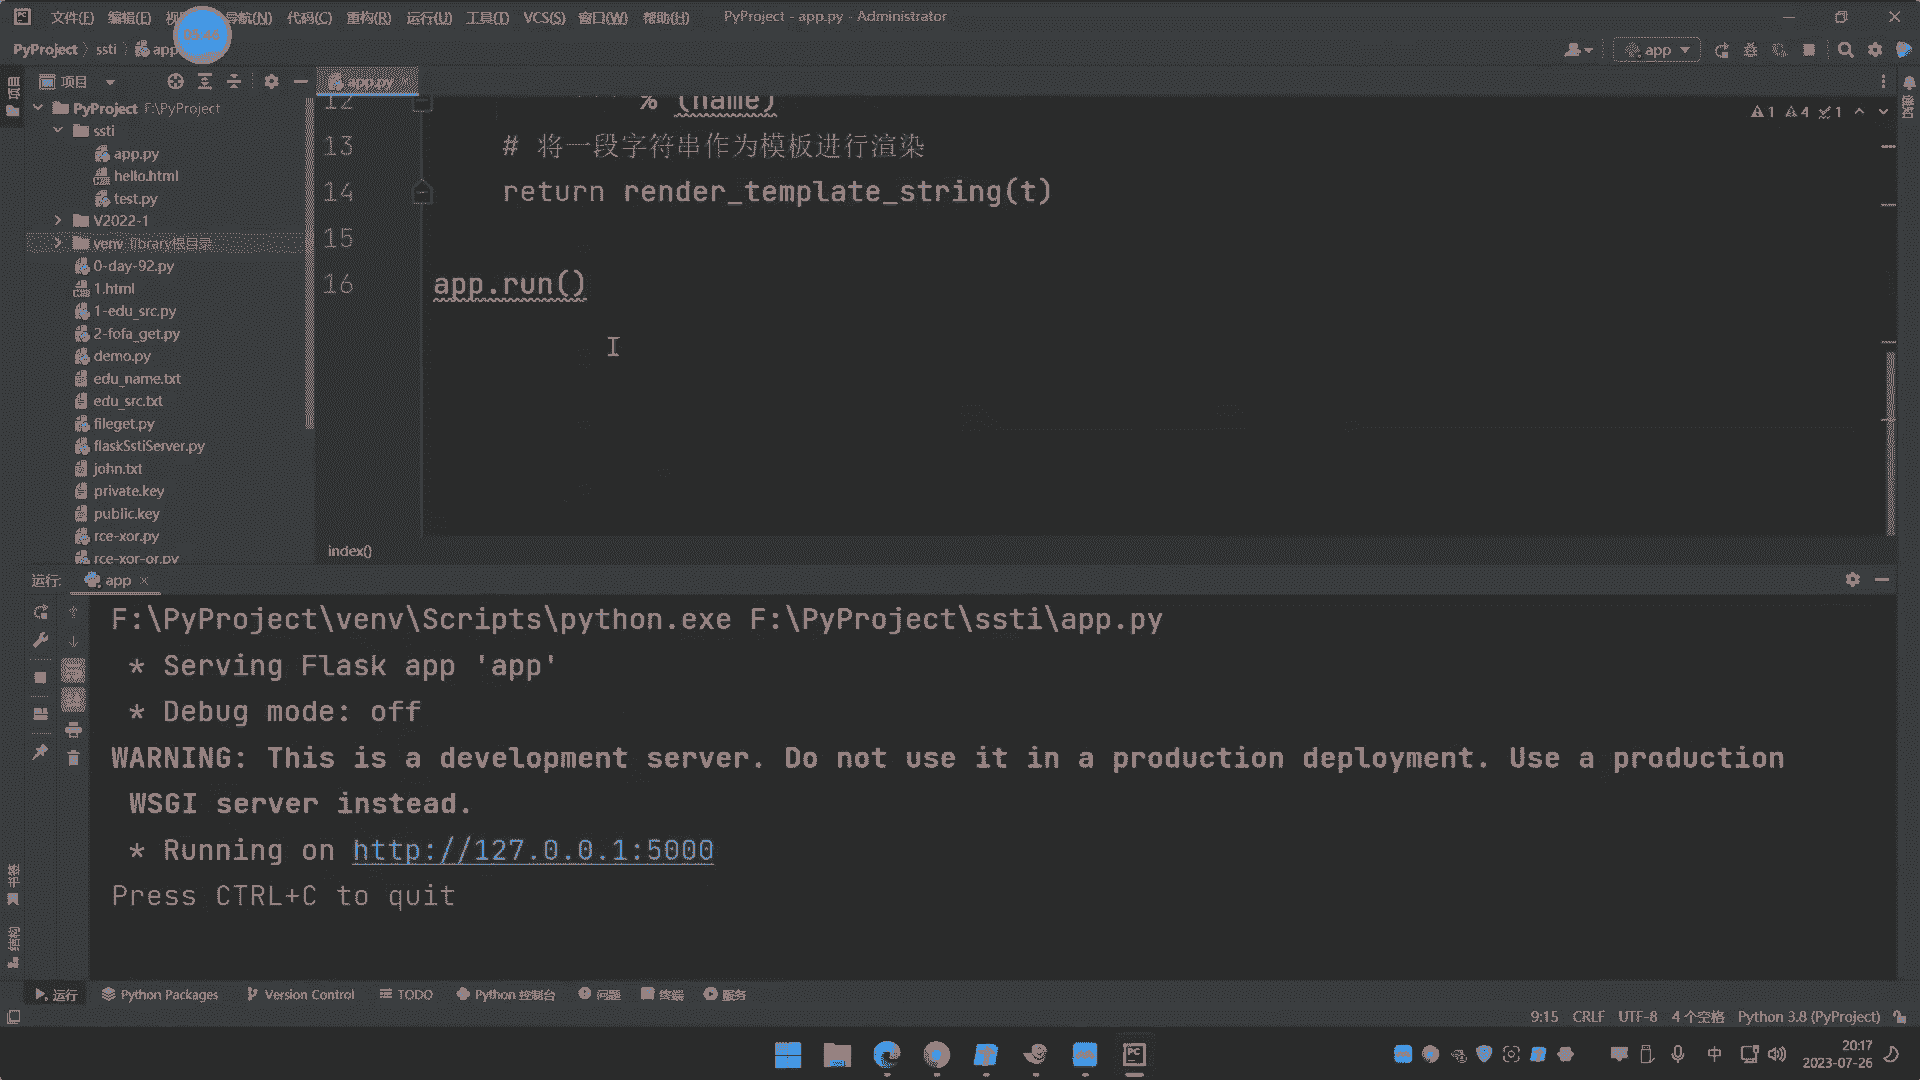 文件(F) 编辑(E) 导航(N) 代码(C) 重构(R) 运行(U) 工具(T) VCS(S) 窗口(W) 帮助(H) PyProject - app.py - Administrator
PyProject ssti app
app
项目
app.py
PyProject F:\PyProject
ssti
app.py
hello.html
test.py
V2022-1
venv library根目录
0-day-92.py
1.html
1-edu_src.py
2-fofa_get.py
demo.py
edu_name.txt
edu_src.txt
fileget.py
flaskSstiServer.py
john.txt
private.key
public.key
rce-xor.py
rce-xor-or.py
12 ''' % (name)
13 # 将一段字符串作为模板进行渲染
14 return render_template_string(t)
15
16 app.run()
1 4 1
index()
运行: app
F:\PyProject\venv\Scripts\python.exe F:\PyProject\ssti\app.py
* Serving Flask app 'app'
* Debug mode: off
WARNING: This is a development server. Do not use it in a production deployment. Use a production
WSGI server instead.
* Running on http://127.0.0.1:5000
Press CTRL+C to quit
书签
结构
运行 Python Packages Version Control TODO Python 控制台 问题 终端 服务
9:15 CRLF UTF-8 4 个空格 Python 3.8 (PyProject)
中
20:17
2023-07-26